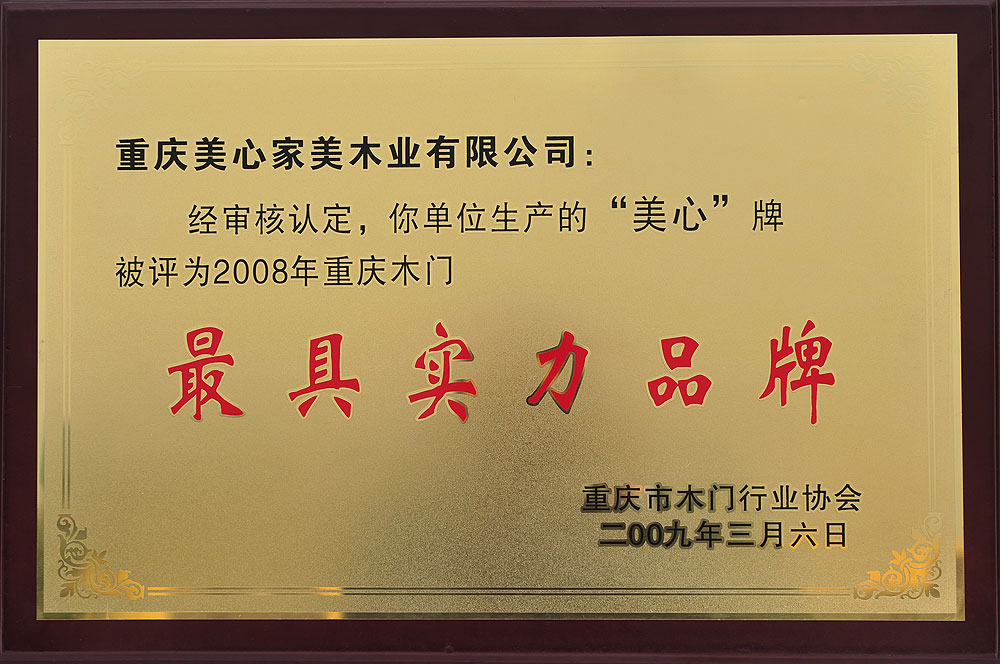 重庆美心家美木业有限公司：
经审核认定，你单位生产的“美心”牌
被评为2008年重庆木门
最具实力品牌
重庆市木门行业协会
二00九年三月六日